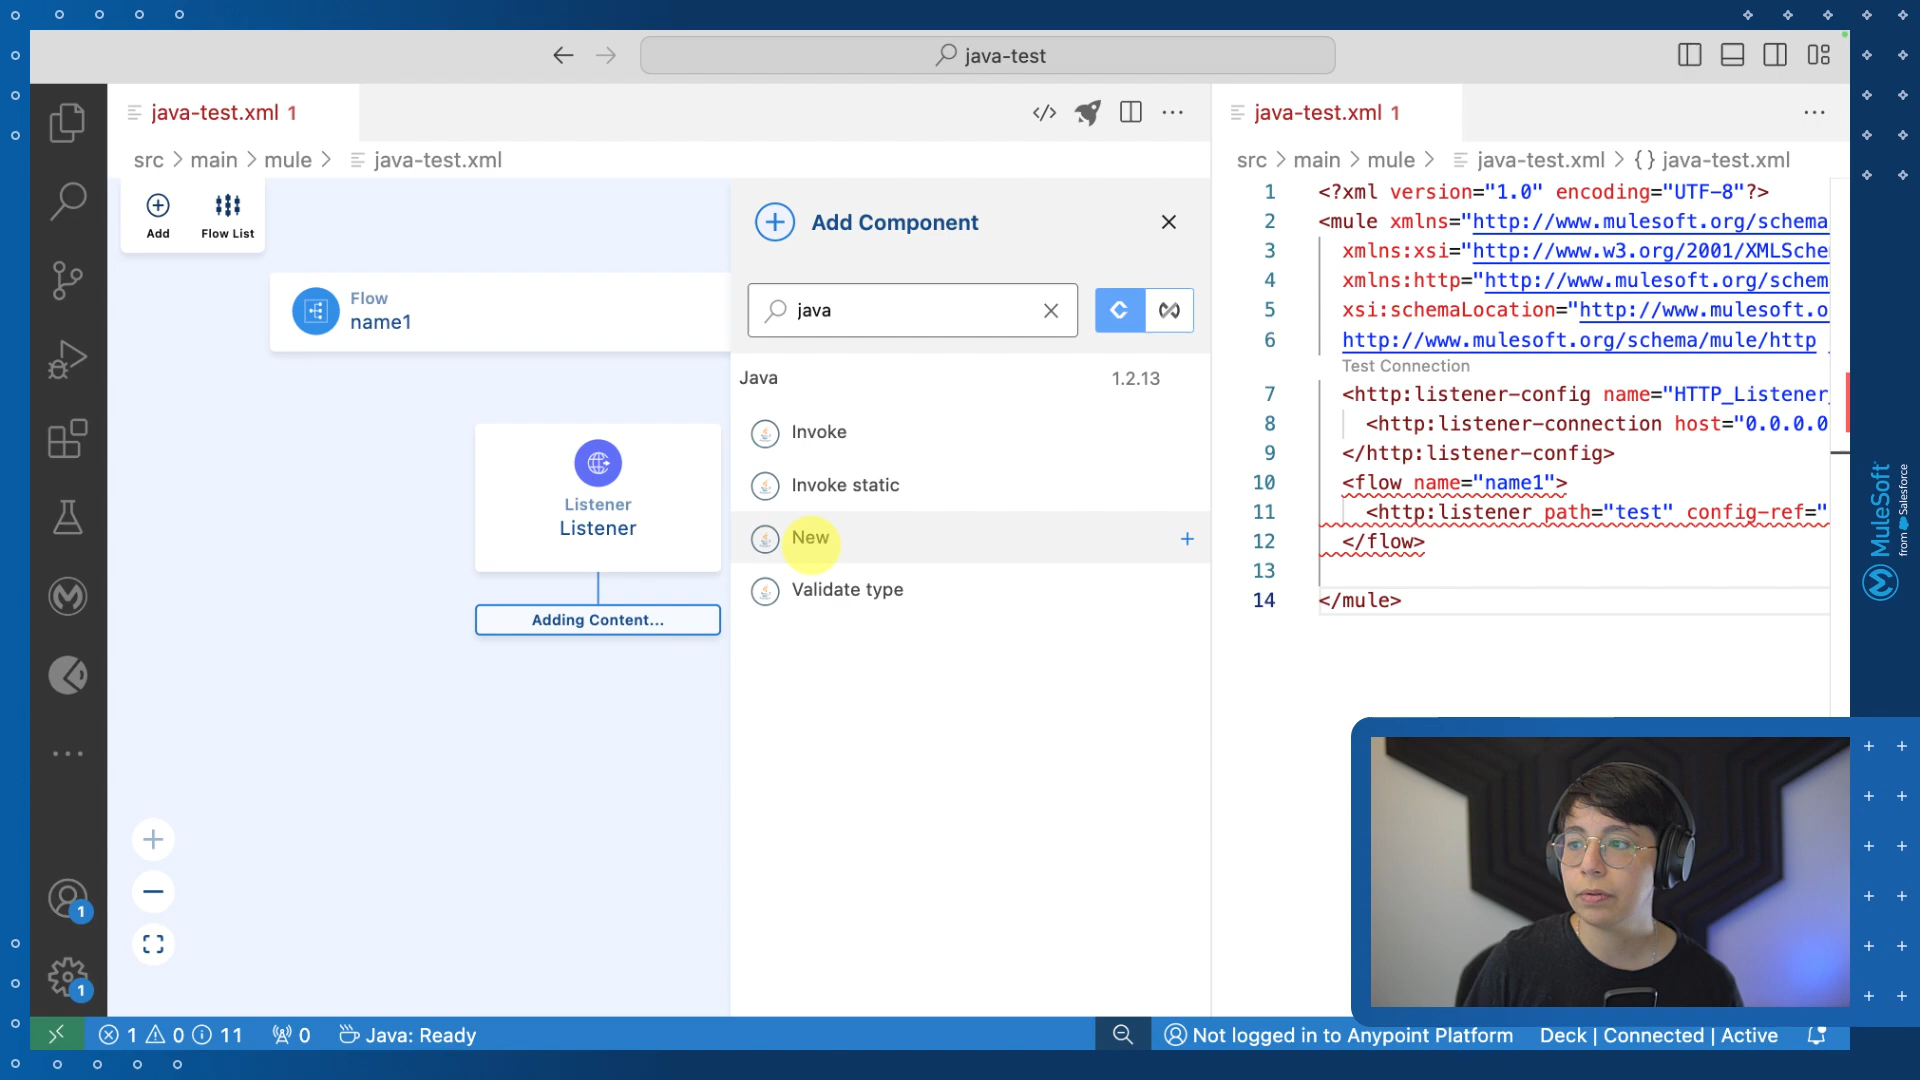 java-test
java-test.xml 1
src > main > mule > java-test.xml
Add
Flow List
Flow
name1
Listener
Listener
Adding Content...
Add Component
java
Java 1.2.13
Invoke
Invoke static
New
Validate type
java-test.xml 1
src > main > mule > java-test.xml > {} java-test.xml
1 <?xml version="1.0" encoding="UTF-8"?>
2 <mule xmlns="http://www.mulesoft.org/schema
3 xmlns:xsi="http://www.w3.org/2001/XMLSche
4 xmlns:http="http://www.mulesoft.org/schem
5 xsi:schemaLocation="http://www.mulesoft.o
6 http://www.mulesoft.org/schema/mule/http
Test Connection
7 <http:listener-config name="HTTP_Listener_
8 <http:listener-connection host="0.0.0.0
9 </http:listener-config>
10 <flow name="name1">
11 <http:listener path="test" config-ref="
12 </flow>
13
14 </mule>
MuleSoft
from Salesforce
1
1
1 0 11 0 Java: Ready
Not logged in to Anypoint Platform
Deck | Connected | Active